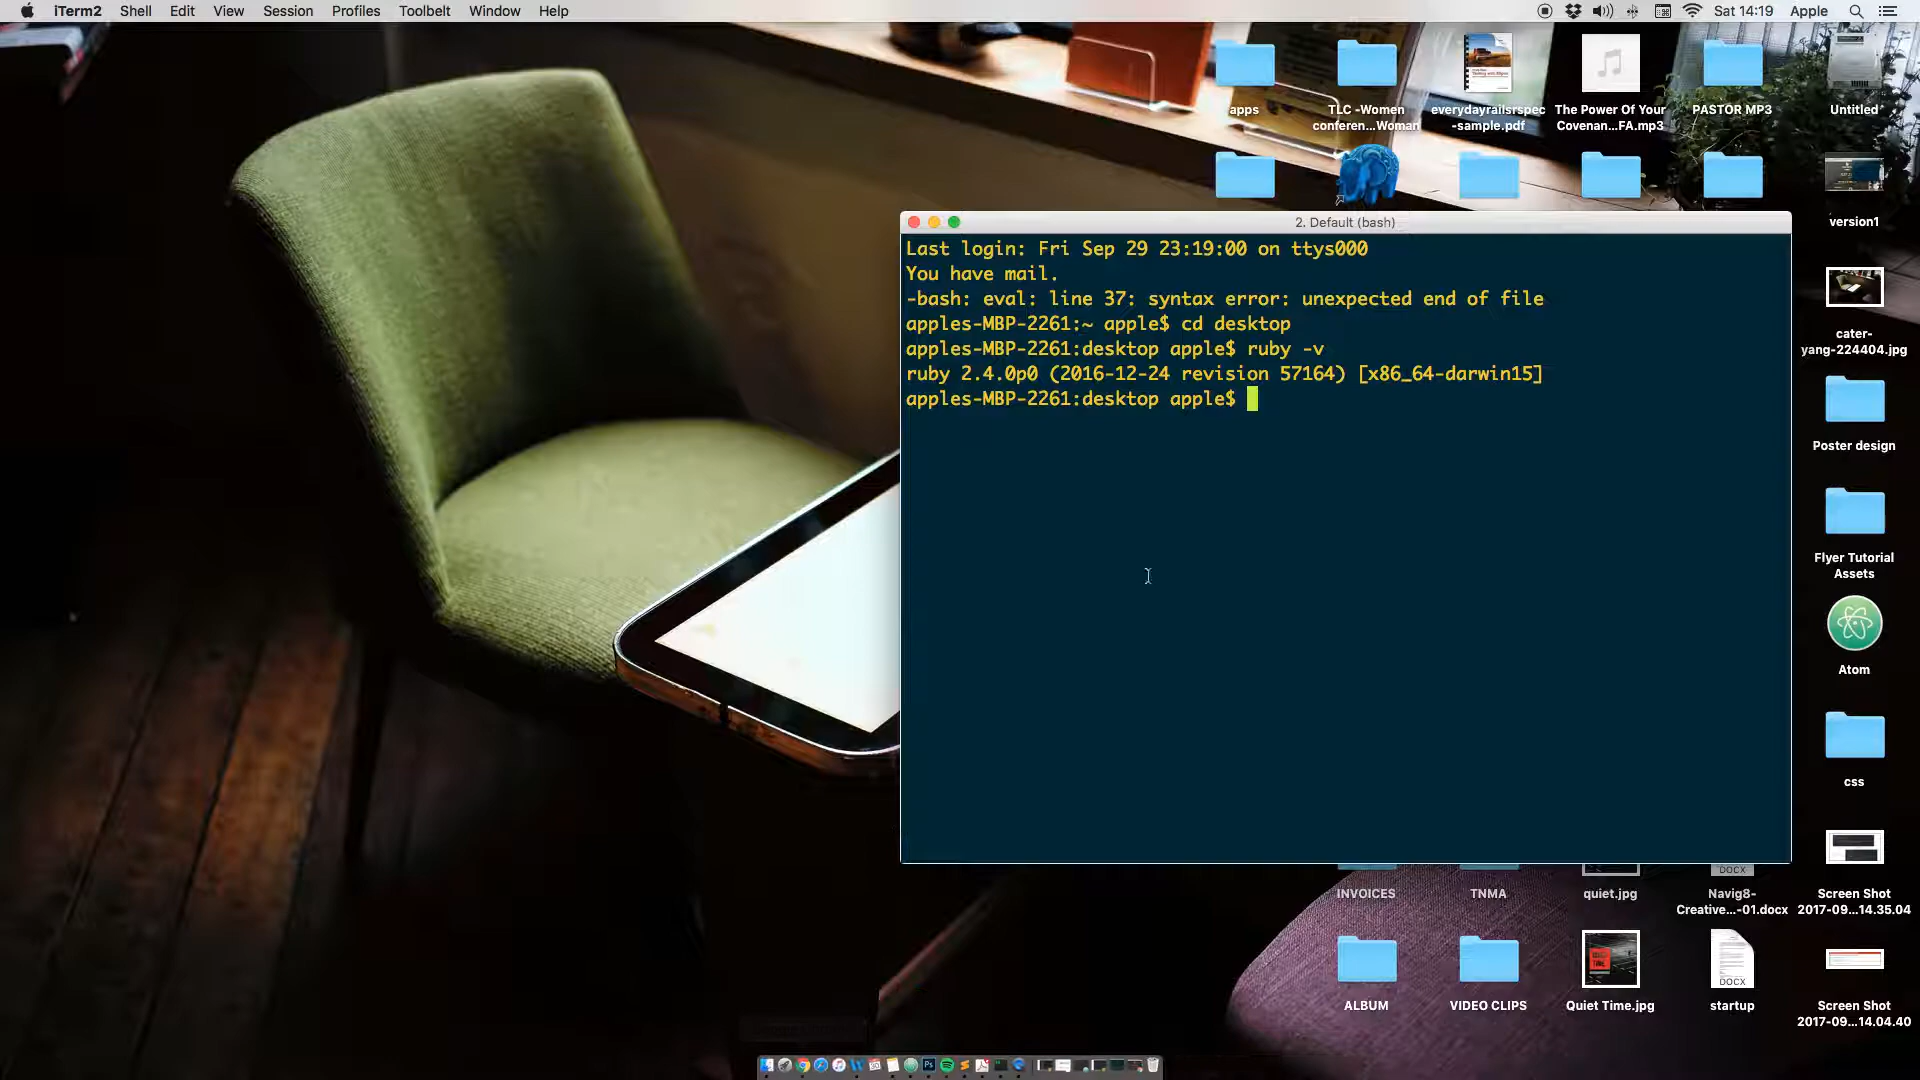 iTerm2 Shell Edit View Session Profiles Toolbelt Window Help
Sat 14:19 Apple
apps
TLC -Women conferen...Woman
everydayrailsrspec-sample.pdf
The Power Of Your Covenan...FA.mp3
PASTOR MP3
Untitled
version1
2. Default (bash)
Last login: Fri Sep 29 23:19:00 on ttys000
You have mail.
-bash: eval: line 37: syntax error: unexpected end of file
apples-MBP-2261:~ apple$ cd desktop
apples-MBP-2261:desktop apple$ ruby -v
ruby 2.4.0p0 (2016-12-24 revision 57164) [x86_64-darwin15]
apples-MBP-2261:desktop apple$
cater-
yang-224404.jpg
Poster design
Flyer Tutorial
Assets
Atom
css
INVOICES
TNMA
quiet.jpg
DOCX
Navig8-
Creative...-01.docx
Screen Shot
2017-09...14.35.04
ALBUM
VIDEO CLIPS
Quiet Time.jpg
DOCX
startup
Screen Shot
2017-09...14.04.40
Ps